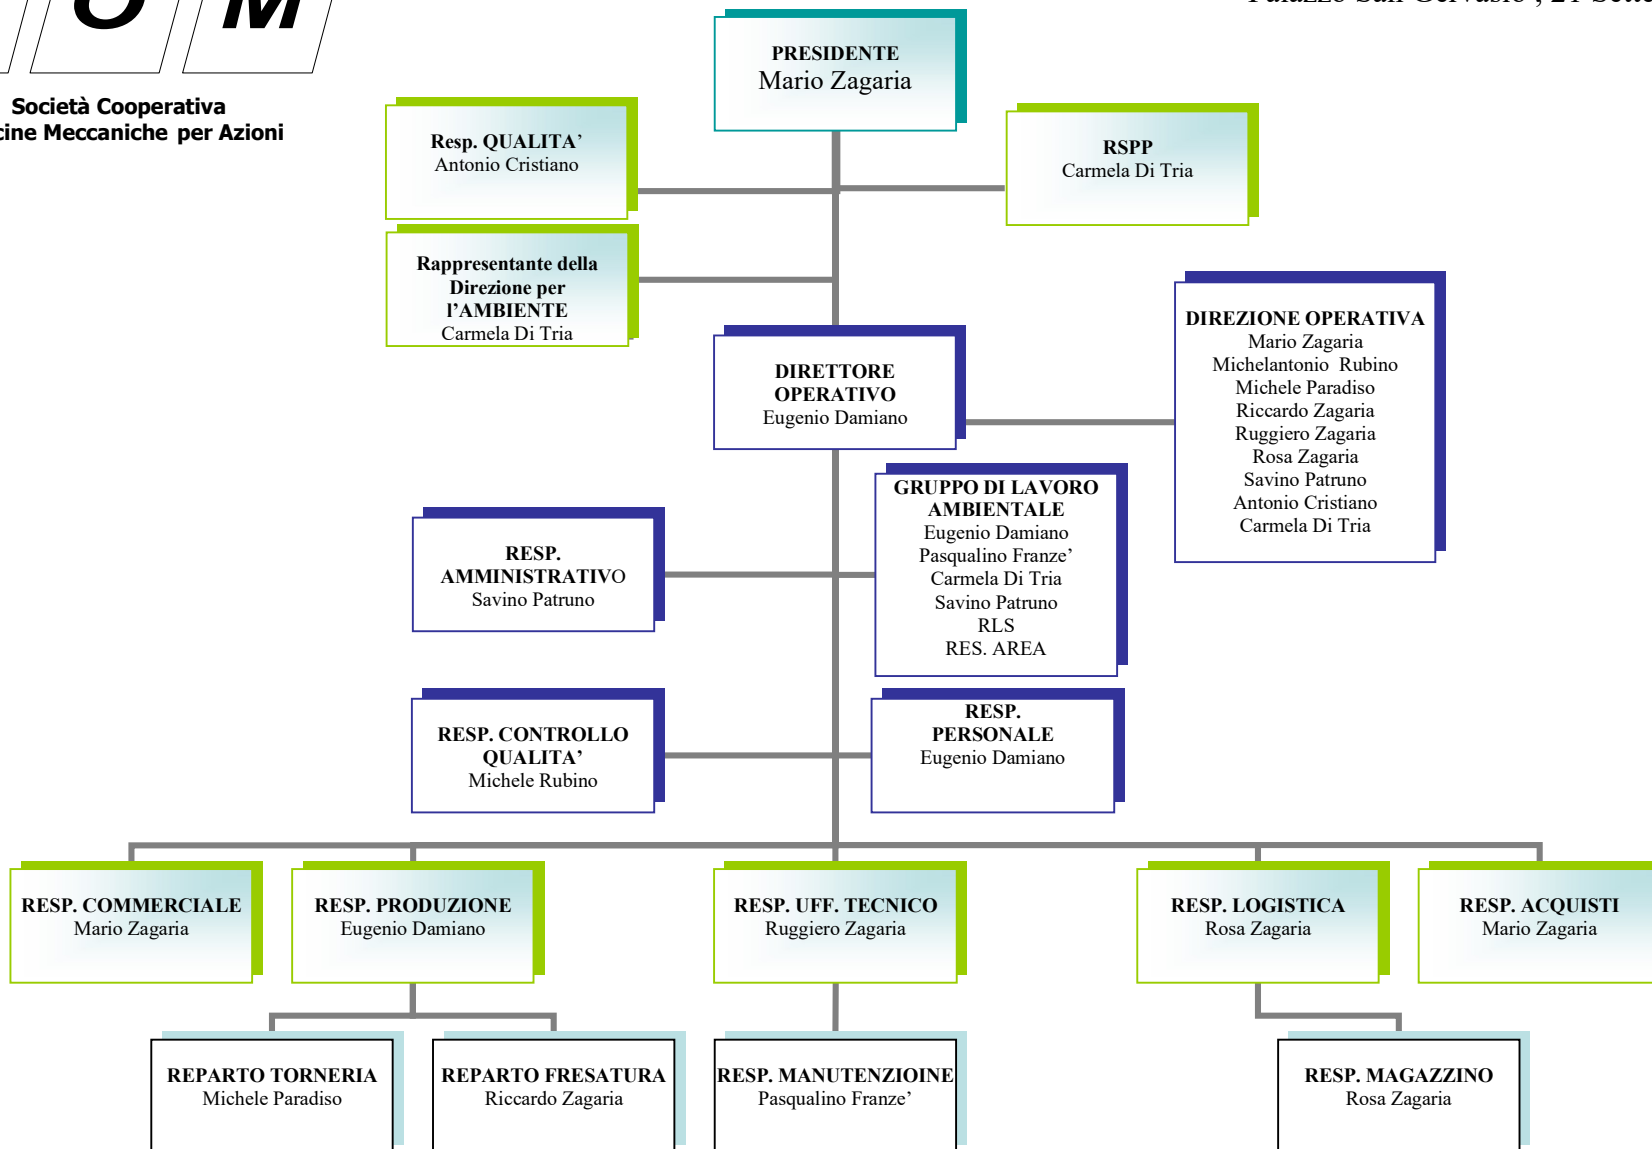 O M
Società Cooperativa
cine Meccaniche per Azioni
PRESIDENTE
Mario Zagaria
Resp. QUALITA’
Antonio Cristiano
RSPP
Carmela Di Tria
Rappresentante della
Direzione per
l’AMBIENTE
Carmela Di Tria
DIRETTORE
OPERATIVO
Eugenio Damiano
DIREZIONE OPERATIVA
Mario Zagaria
Michelantonio Rubino
Michele Paradiso
Riccardo Zagaria
Ruggiero Zagaria
Rosa Zagaria
Savino Patruno
Antonio Cristiano
Carmela Di Tria
RESP.
AMMINISTRATIVO
Savino Patruno
GRUPPO DI LAVORO
AMBIENTALE
Eugenio Damiano
Pasqualino Franze’
Carmela Di Tria
Savino Patruno
RLS
RES. AREA
RESP. CONTROLLO
QUALITA’
Michele Rubino
RESP.
PERSONALE
Eugenio Damiano
RESP. COMMERCIALE
Mario Zagaria
RESP. PRODUZIONE
Eugenio Damiano
RESP. UFF. TECNICO
Ruggiero Zagaria
RESP. LOGISTICA
Rosa Zagaria
RESP. ACQUISTI
Mario Zagaria
REPARTO TORNERIA
Michele Paradiso
REPARTO FRESATURA
Riccardo Zagaria
RESP. MANUTENZIOINE
Pasqualino Franze’
RESP. MAGAZZINO
Rosa Zagaria